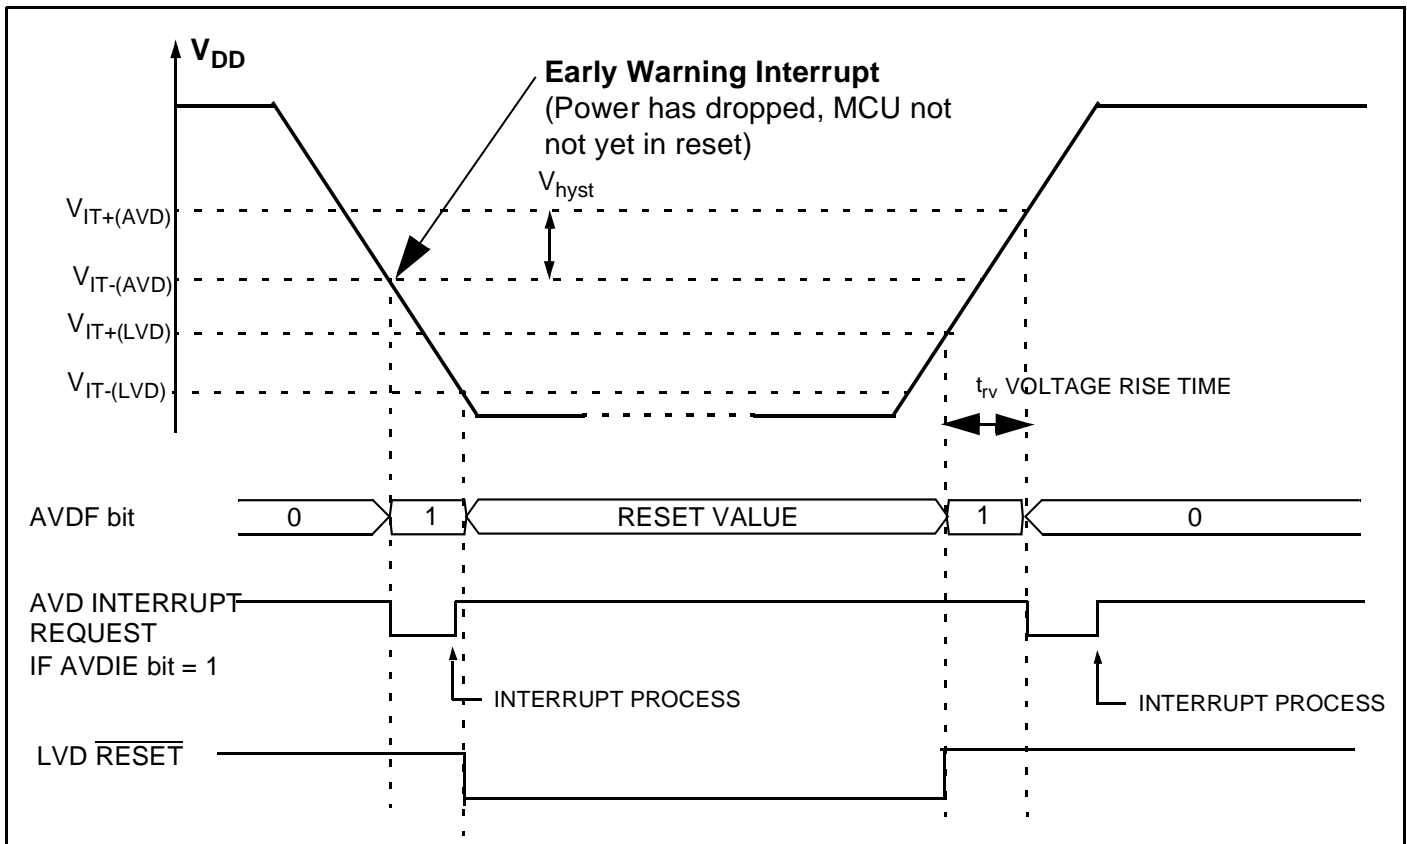 VDD
Early Warning Interrupt
(Power has dropped, MCU not
not yet in reset)
Vhyst
VIT+(AVD)
VIT-(AVD)
VIT+(LVD)
VIT-(LVD)
trv VOLTAGE RISE TIME
AVDF bit
0
1
RESET VALUE
1
0
AVD INTERRUPT
REQUEST
IF AVDIE bit = 1
INTERRUPT PROCESS
INTERRUPT PROCESS
LVD RESET